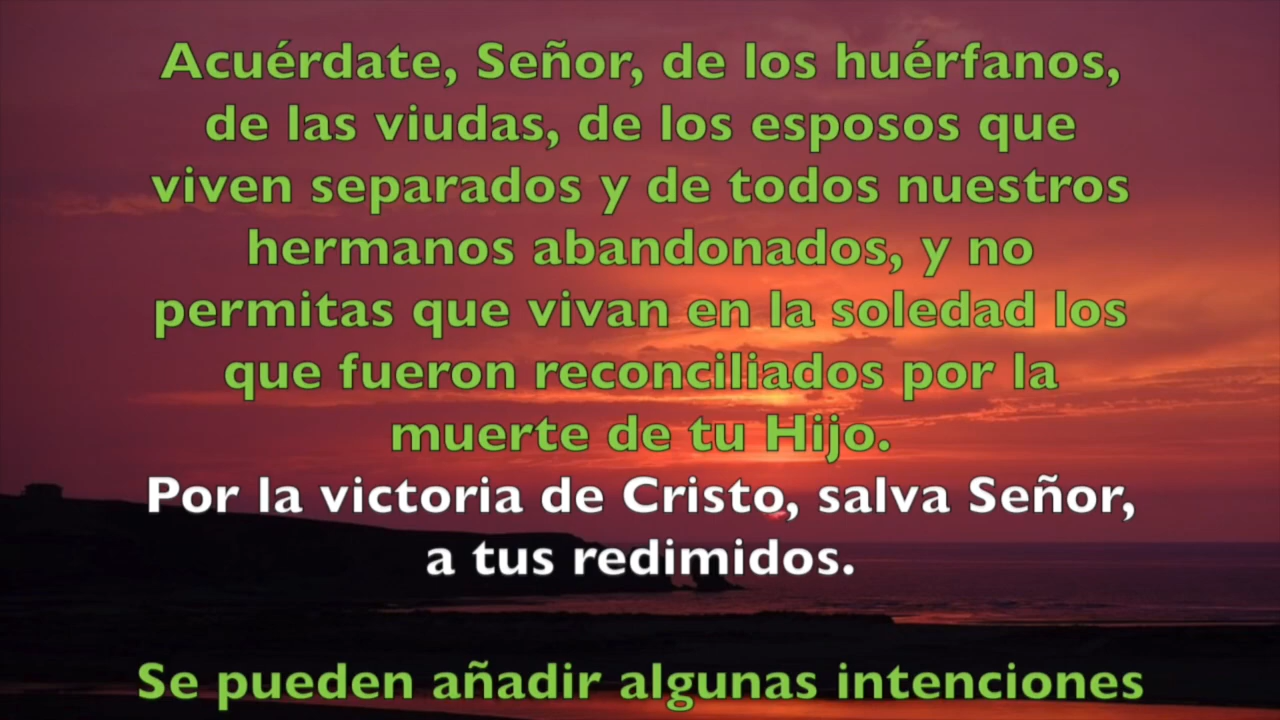 Acuérdate, Señor, de los huérfanos,
de las viudas, de los esposos que
viven separados y de todos nuestros
hermanos abandonados, y no
permitas que vivan en la soledad los
que fueron reconciliados por la
muerte de tu Hijo.
Por la victoria de Cristo, salva Señor,
a tus redimidos.
Se pueden añadir algunas intenciones